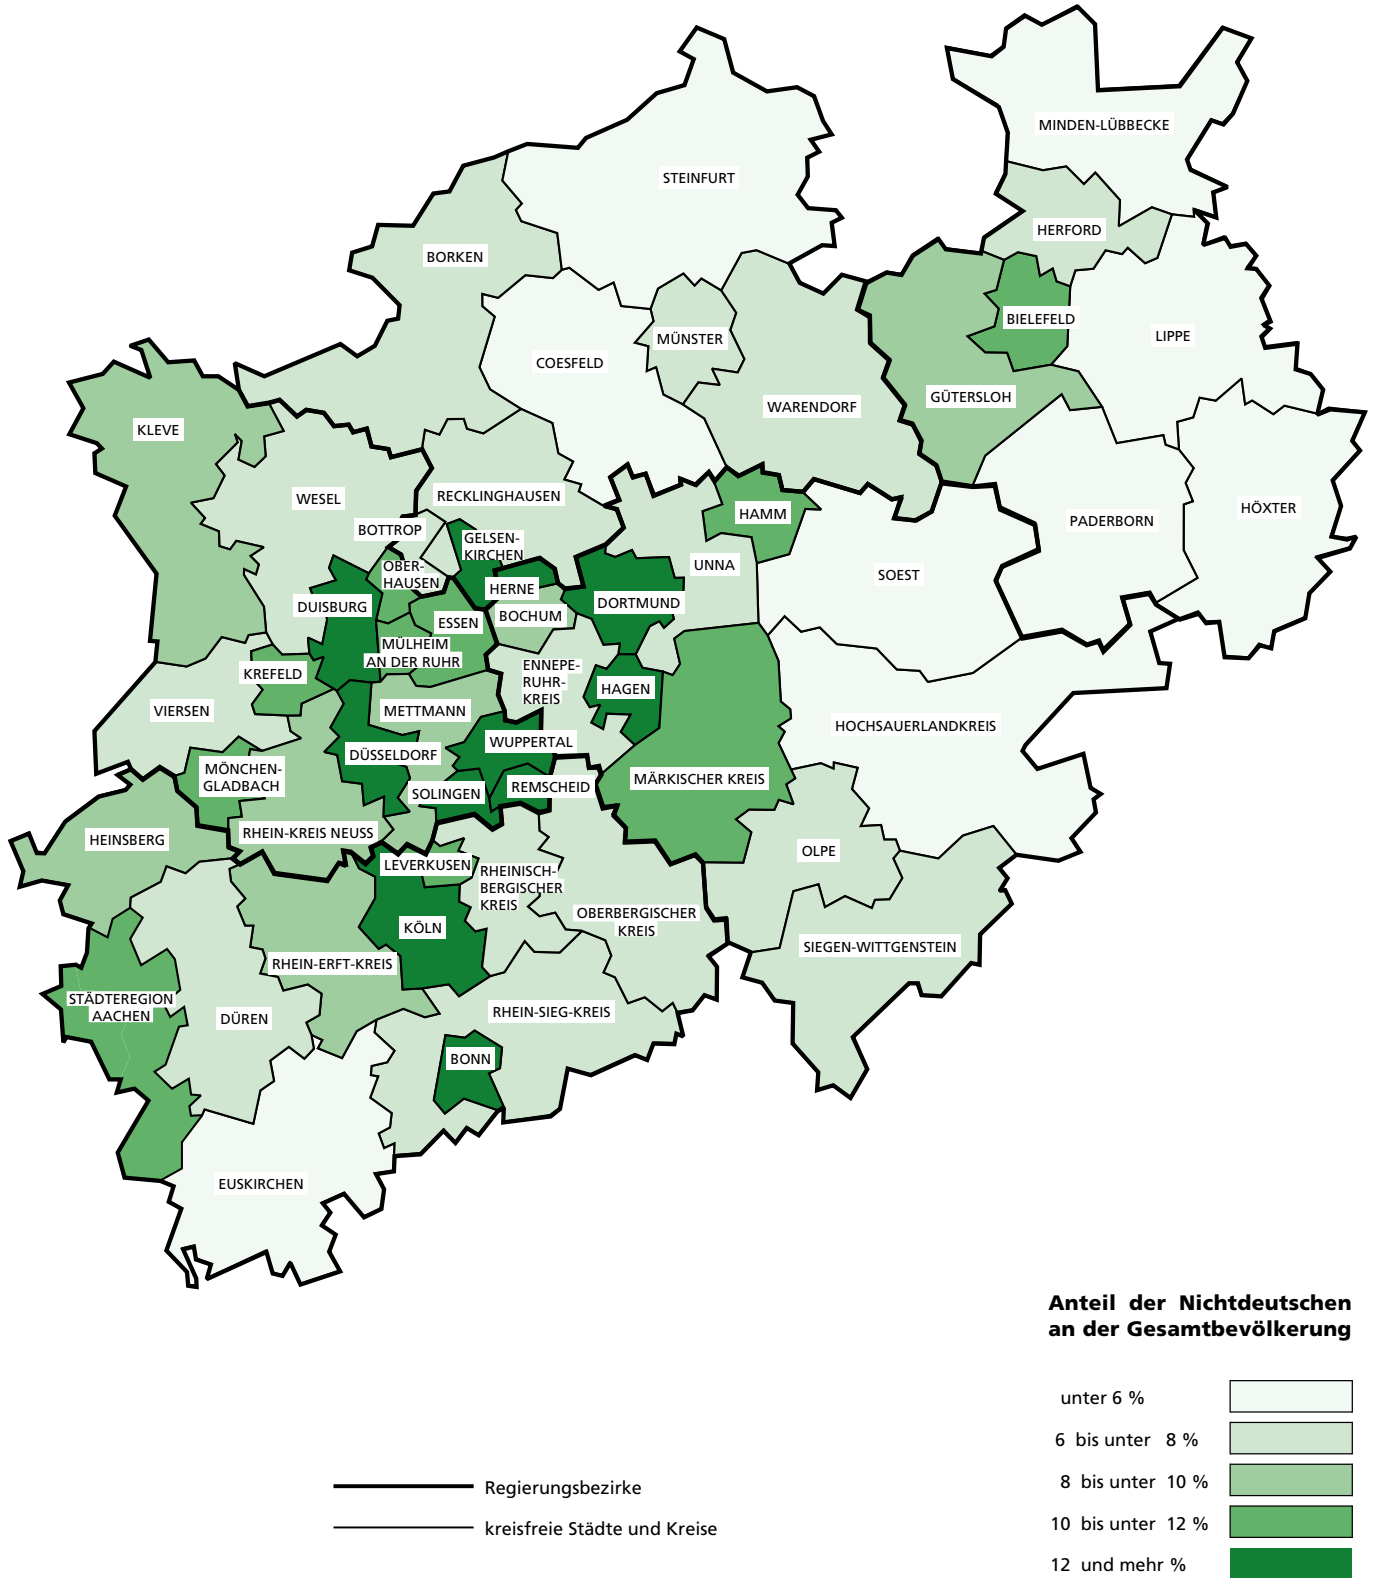 MINDEN-LÜBBECKE
STEINFURT
HERFORD
BORKEN
BIELEFELD
MÜNSTER
LIPPE
COESFELD
GÜTERSLOH
WARENDORF
KLEVE
RECKLINGHAUSEN
WESEL
HÖXTER
HAMM
PADERBORN
BOTTROP
GELSEN-
KIRCHEN
UNNA
OBER-
HAUSEN
SOEST
HERNE
DORTMUND
DUISBURG
BOCHUM
ESSEN
MÜLHEIM
AN DER RUHR
ENNEPE-
RUHR-
KREIS
KREFELD
HAGEN
VIERSEN
METTMANN
HOCHSAUERLANDKREIS
WUPPERTAL
DÜSSELDORF
MÖNCHEN-
GLADBACH
MÄRKISCHER KREIS
REMSCHEID
SOLINGEN
RHEIN-KREIS NEUSS
HEINSBERG
OLPE
LEVERKUSEN
RHEINISCH-
BERGISCHER
KREIS
OBERBERGISCHER
KREIS
KÖLN
SIEGEN-WITTGENSTEIN
RHEIN-ERFT-KREIS
STÄDTEREGION
AACHEN
RHEIN-SIEG-KREIS
DÜREN
BONN
EUSKIRCHEN
Anteil der Nichtdeutschen
an der Gesamtbevölkerung
unter 6 %
6 bis unter 8 %
8 bis unter 10 %
10 bis unter 12 %
12 und mehr %
Regierungsbezirke
kreisfreie Städte und Kreise